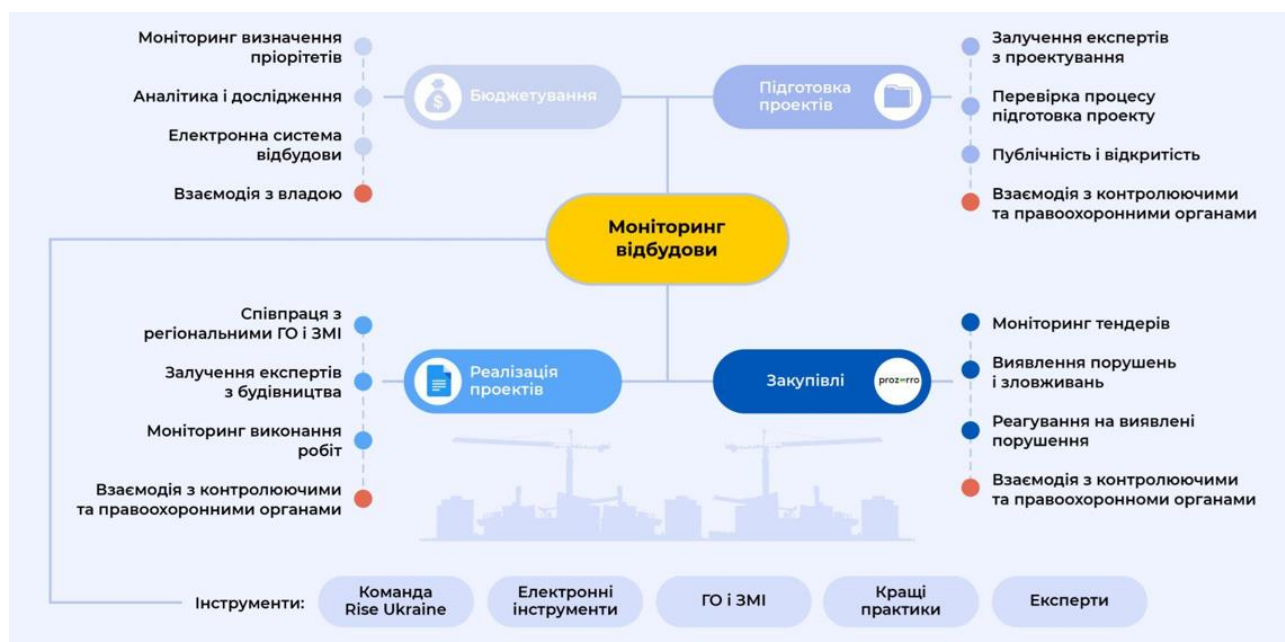 Моніторинг визначення
пріорітетів
Аналітика і дослідження
Електронна система
відбудови
Взаємодія з владою
Бюджетування
Підготовка
проектів
Залучення експертів
з проектування
Перевірка процесу
підготовка проекту
Публічність і відкритість
Взаємодія з контролюючими
та правоохоронними органами
Моніторинг
відбудови
Співпраця з
регіональними ГО і ЗМІ
Залучення експертів
з будівництва
Моніторинг виконання
робіт
Взаємодія з контролюючими
та правоохоронними органами
Реалізація
проектів
Закупівлі
prozorro
Моніторинг тендерів
Виявлення порушень
і зловживань
Реагування на виявлені
порушення
Взаємодія з контролюючими
та правоохоронноми органами
Інструменти:
Команда
Rise Ukraine
Електронні
інструменти
ГО і ЗМІ
Кращі
практики
Експерти